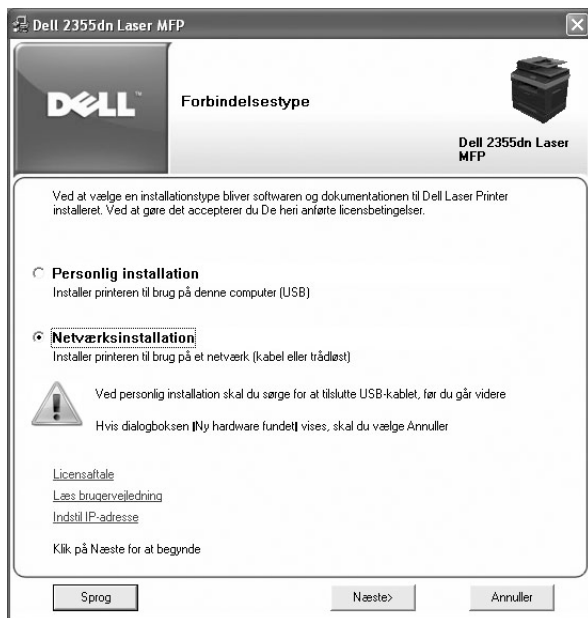 Dell 2355dn Laser MFP
DELL™
Forbindelsestype
Dell 2355dn Laser
MFP
Ved at vælge en installationstype bliver softwaren og dokumentationen til Dell Laser Printer
installeret. Ved at gøre det accepterer du De heri anførte licensbetingelser.
Personlig installation
Installer printeren til brug på denne computer (USB)
Netværksinstallation
Installer printeren til brug på et netværk (kabel eller trådløst)
Ved personlig installation skal du sørge for at tilslutte USB-kablet, før du går videre
Hvis dialogboksen |Ny hardware fundet| vises, skal du vælge Annuller
Licensaftale
Læs brugervejledning
Indstil IP-adresse
Klik på Næste for at begynde
Sprog
Næste>
Annuller